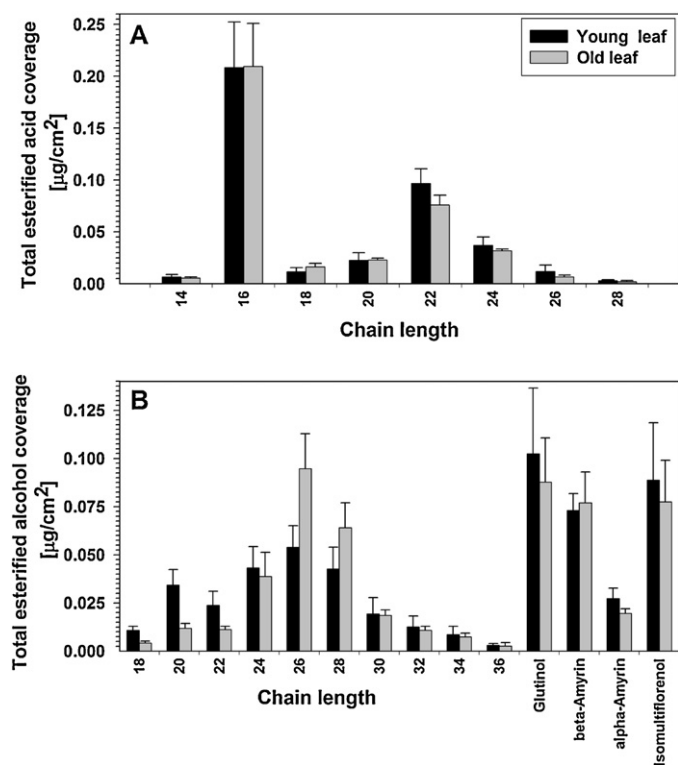 A
Young leaf
Old leaf
Total esterified acid coverage
[µg/cm2]
0.25
0.20
0.15
0.10
0.05
0.00
14
16
18
20
22
24
26
28
Chain length
B
Total esterified alcohol coverage
[µg/cm2]
0.125
0.100
0.075
0.050
0.025
0.000
18
20
22
24
26
28
30
32
34
36
Glutinol
beta-Amyrin
alpha-Amyrin
Isomultiflorenol
Chain length